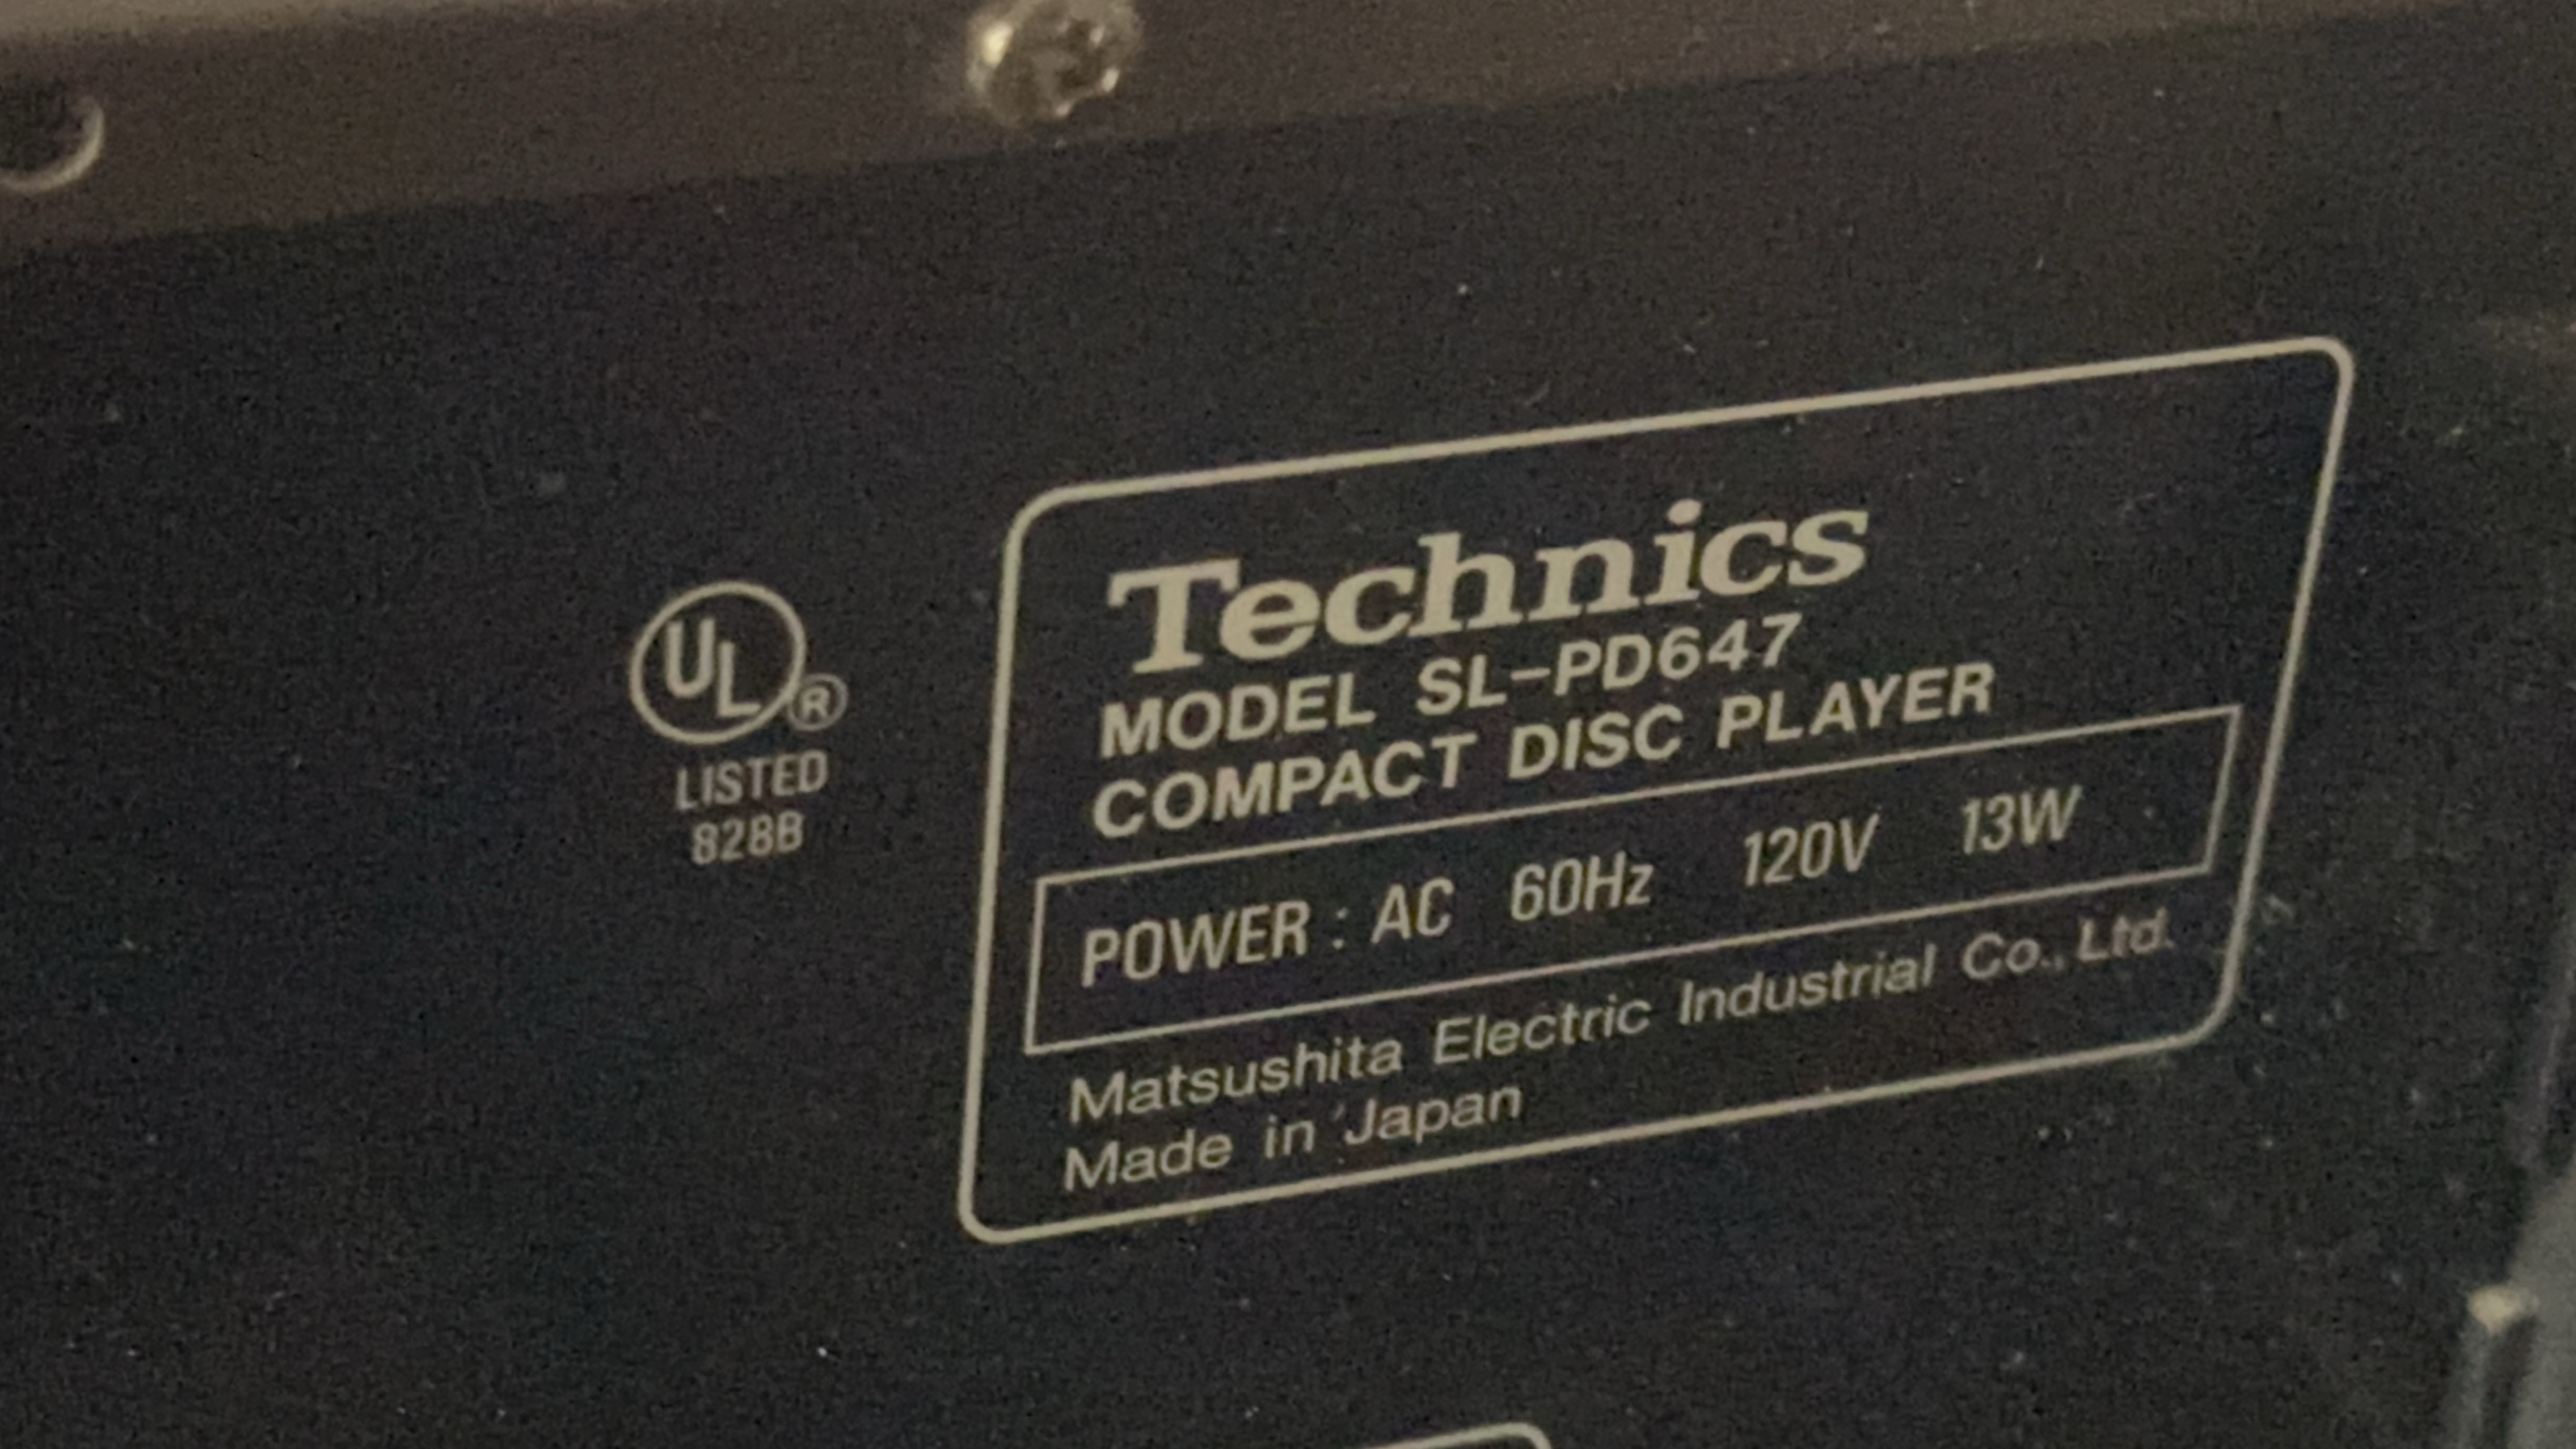 UL®
LISTED
828B
Technics
MODEL SL-PD647
COMPACT DISC PLAYER
POWER : AC 60Hz 120V 13W
Matsushita Electric Industrial Co., Ltd.
Made in Japan